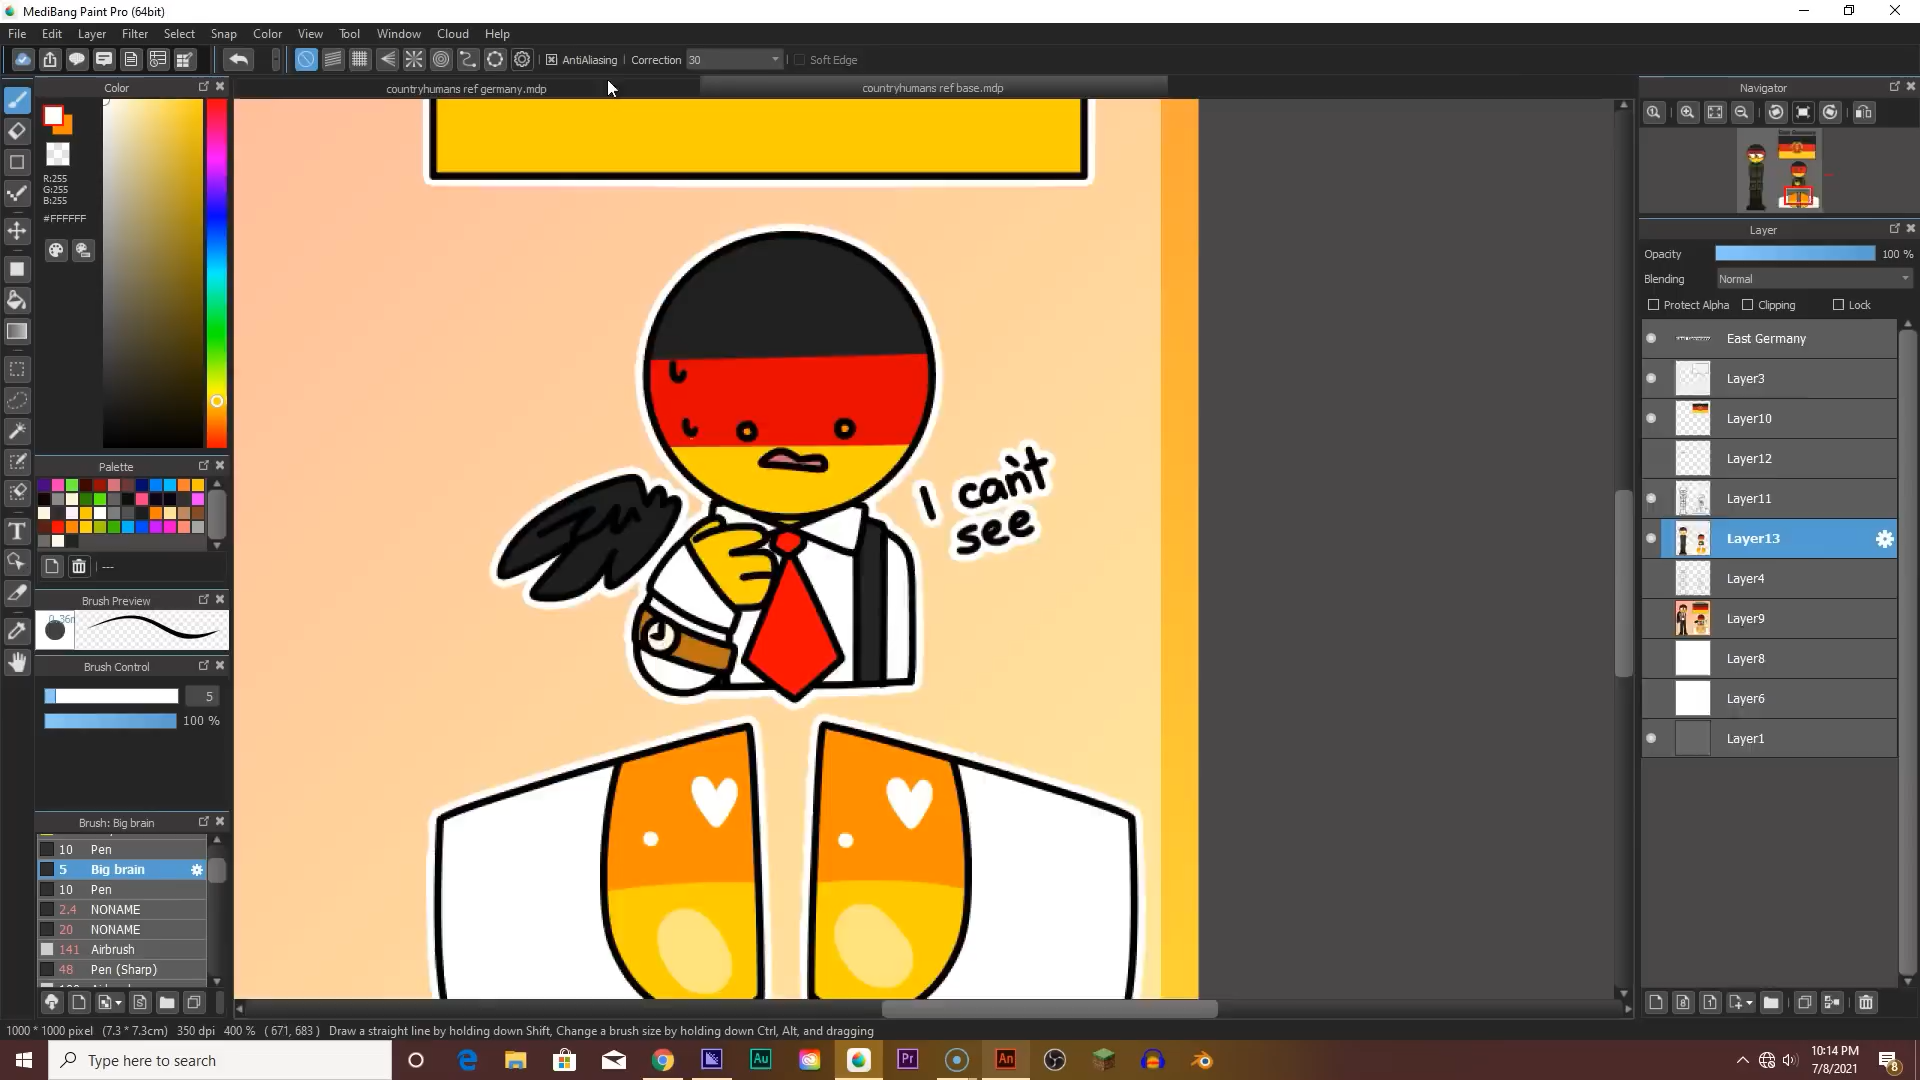 MediBang Paint Pro (64bit)
File Edit Layer Filter Select Snap Color View Tool Window Cloud Help
AntiAliasing Correction 30 Soft Edge
Color
countryhumans ref germany.mdp
countryhumans ref base.mdp
Navigator
R:255
G:255
B:255
#FFFFFF
Palette
---
Brush Preview
Brush Control
5
100 %
Brush: Big brain
10 Pen
5 Big brain
10 Pen
2.4 NONAME
20 NONAME
141 Airbrush
48 Pen (Sharp)
I can't
see
Layer
Opacity 100 %
Blending Normal
Protect Alpha Clipping Lock
East Germany
Layer3
Layer10
Layer12
Layer11
Layer13
Layer4
Layer9
Layer8
Layer6
Layer1
1000 * 1000 pixel (7.3 * 7.3cm) 350 dpi 400 % ( 671, 683 ) Draw a straight line by holding down Shift, Change a brush size by holding down Ctrl, Alt, and dragging
Type here to search
10:14 PM
7/8/2021
8